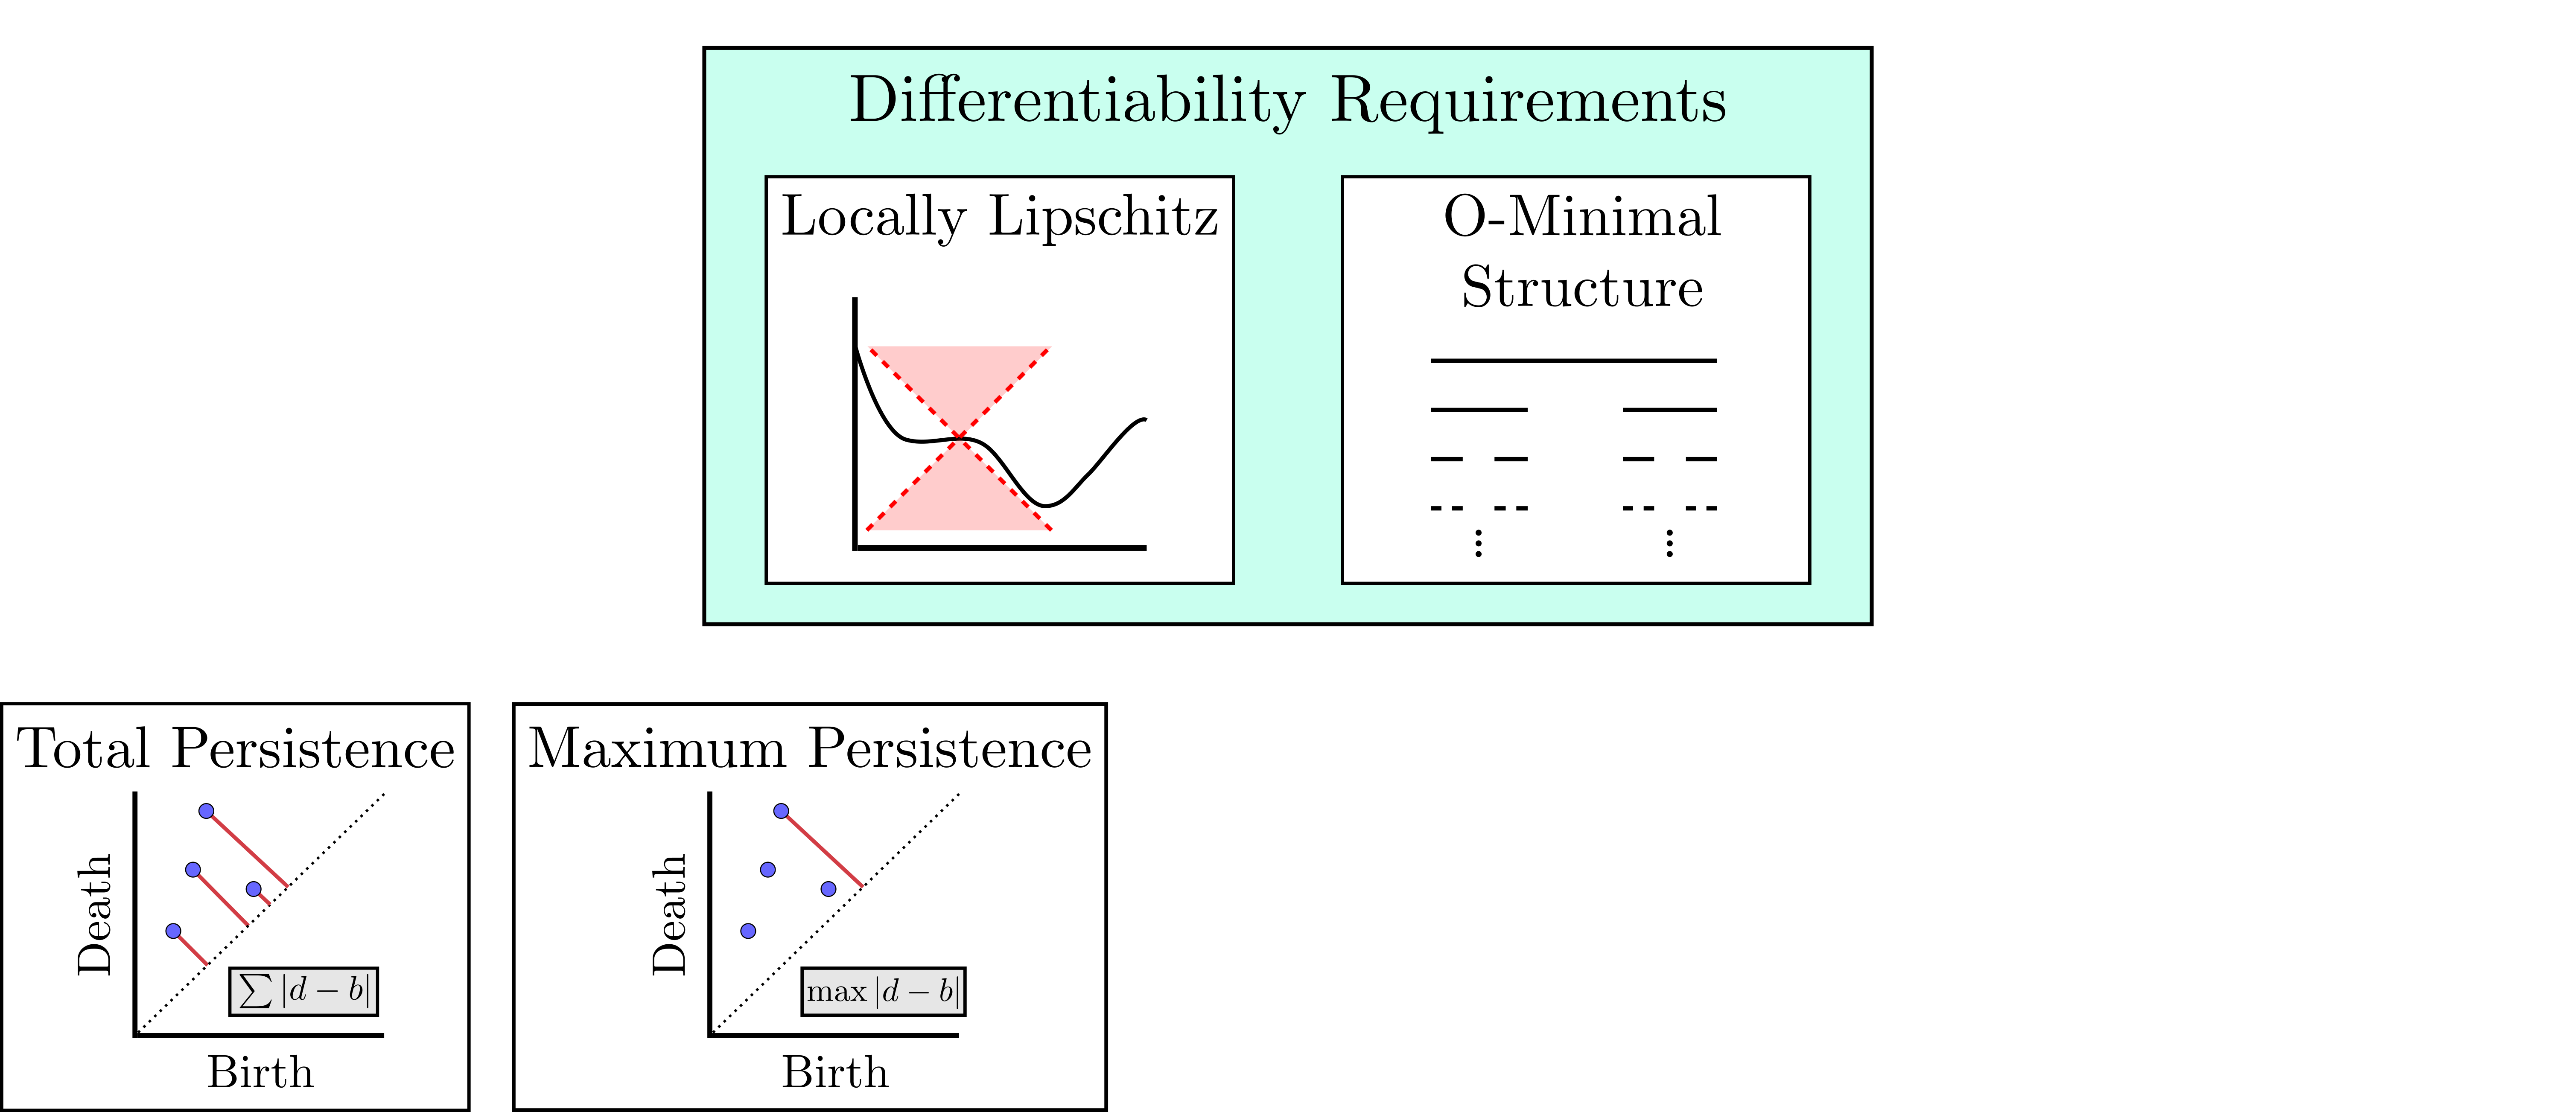 Differentiability Requirements
Locally Lipschitz
O-Minimal
Structure
Total Persistence
Death
∑ |d − b|
Birth
Maximum Persistence
Death
max |d − b|
Birth